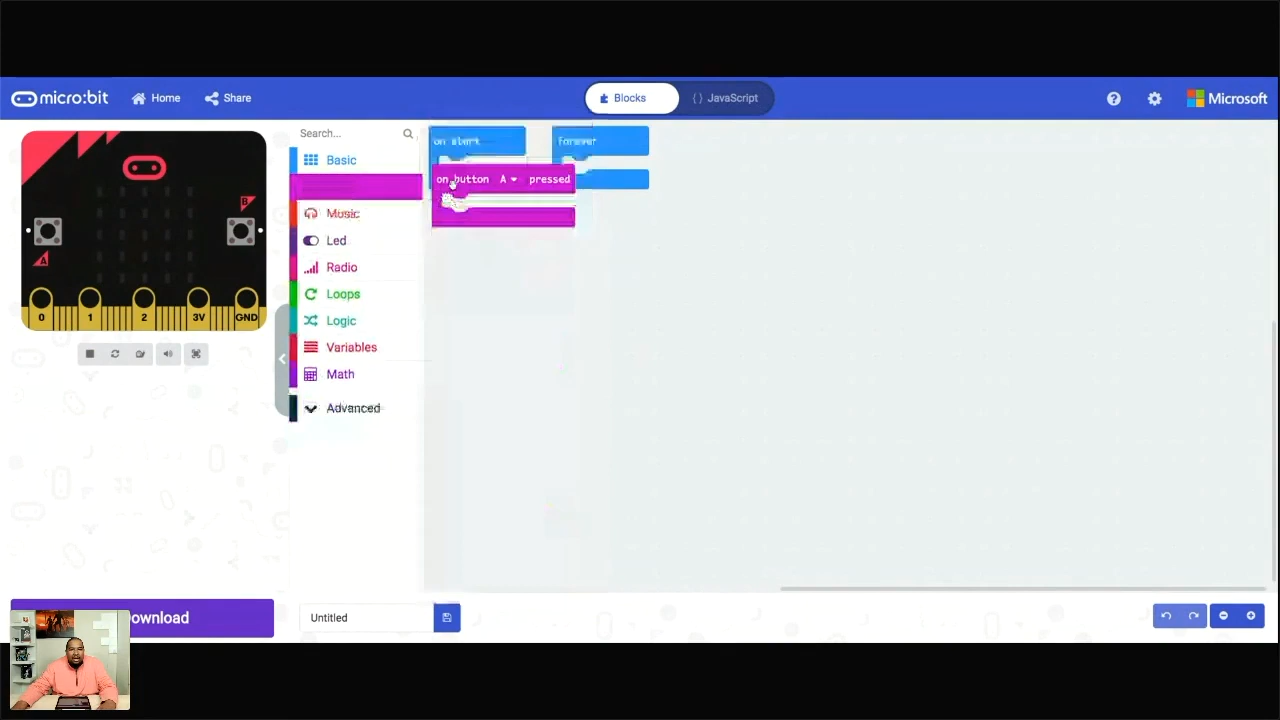 micro:bit
Home
Share
Blocks
{} JavaScript
Microsoft
Search...
Basic
Music
Led
Radio
Loops
Logic
Variables
Math
Advanced
on start
forever
on button A pressed
B
A
0 1 2 3V GND
Untitled